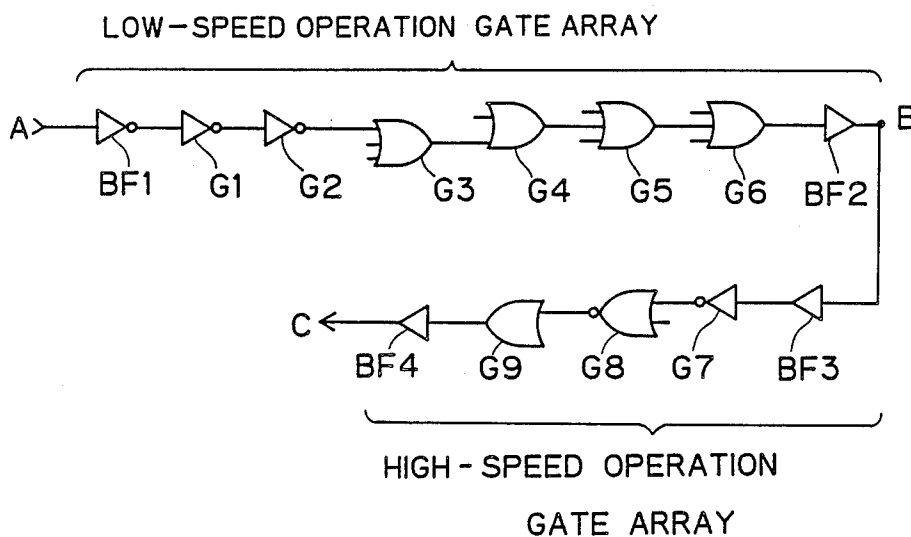 LOW-SPEED OPERATION GATE ARRAY
A B
BF1 G1 G2 G3 G4 G5 G6 BF2
C
BF4 G9 G8 G7 BF3
HIGH-SPEED OPERATION
GATE ARRAY